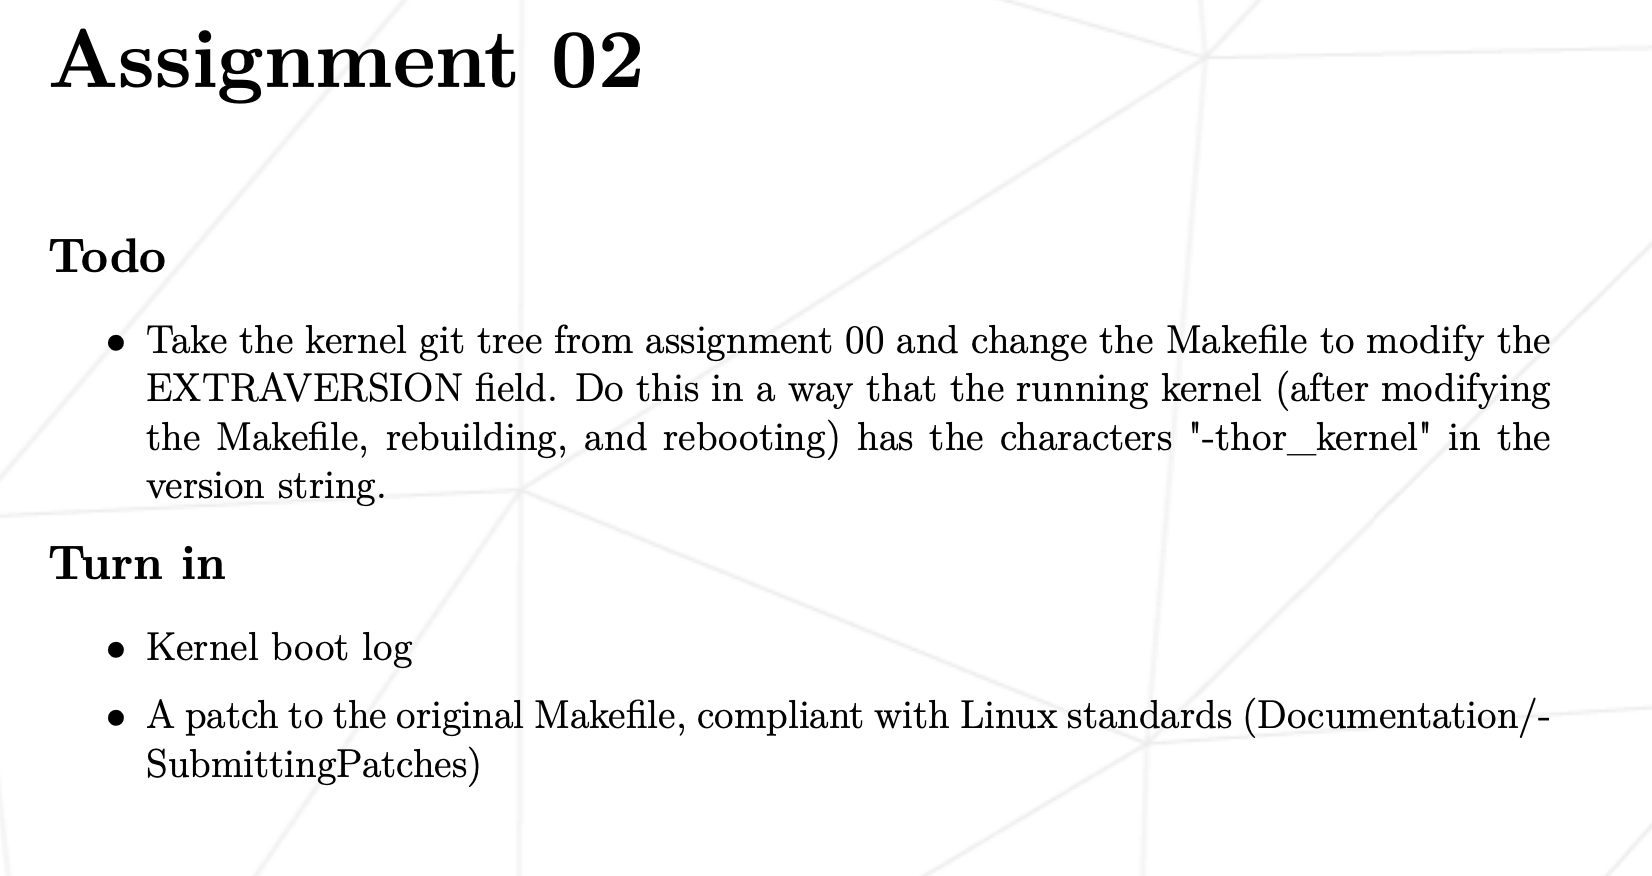 Assignment 02
Todo
• Take the kernel git tree from assignment 00 and change the Makefile to modify the
EXTRAVERSION field. Do this in a way that the running kernel (after modifying
the Makefile, rebuilding, and rebooting) has the characters "-thor_kernel" in the
version string.
Turn in
• Kernel boot log
• A patch to the original Makefile, compliant with Linux standards (Documentation/-
SubmittingPatches)